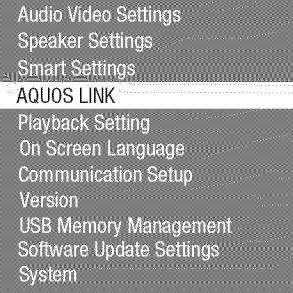 Audio Video Settings
Speaker Settings
Smart Settings
AQUOS LINK
Playback Setting
On Screen Language
Communication Setup
Version
USB Memory Management
Software Update Settings
System